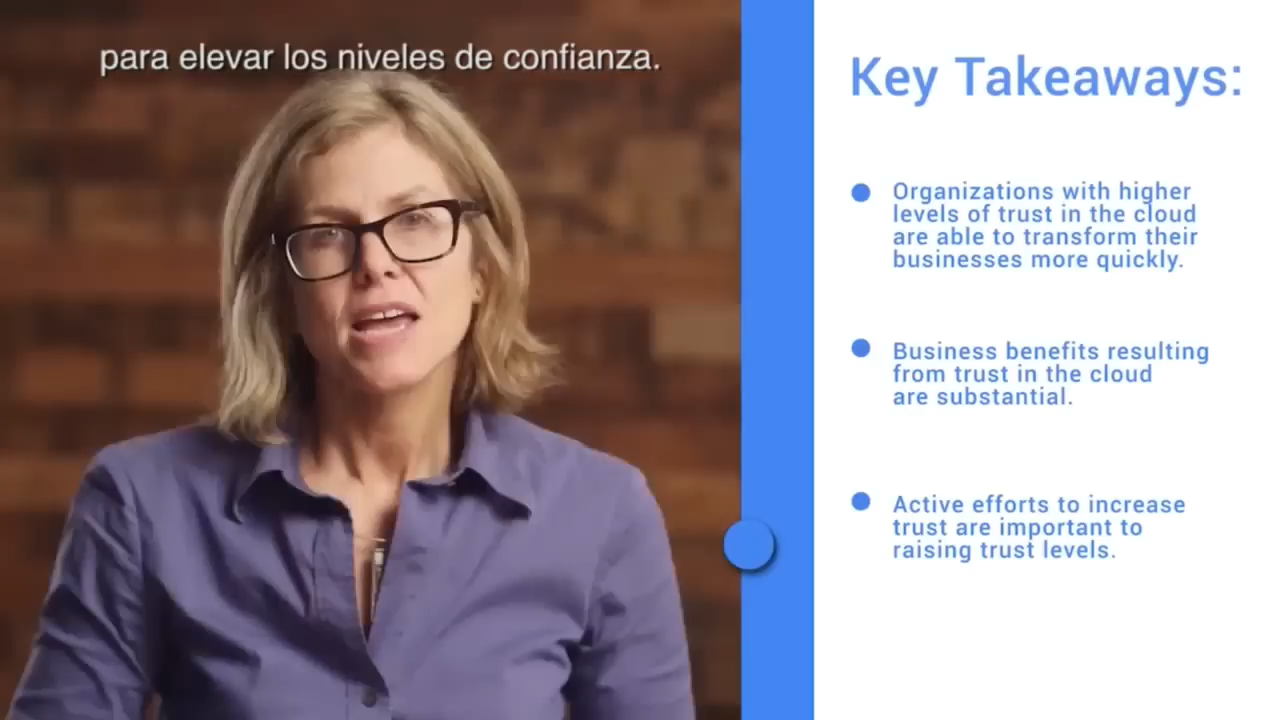 para elevar los niveles de confianza.
Key Takeaways:
Organizations with higher
levels of trust in the cloud
are able to transform their
businesses more quickly.
Business benefits resulting
from trust in the cloud
are substantial.
Active efforts to increase
trust are important to
raising trust levels.